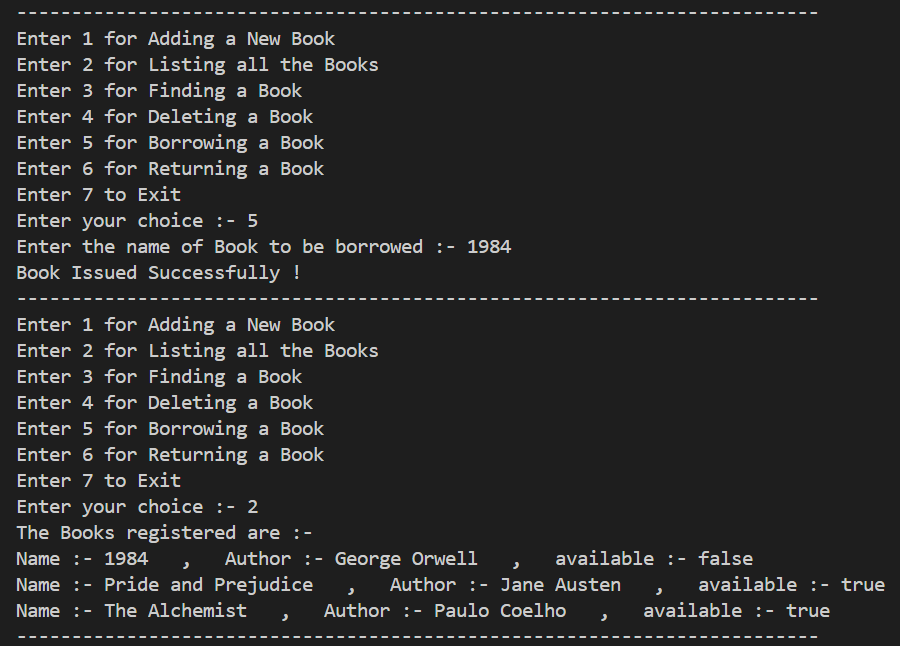 -------------------------------------------------------------------------
Enter 1 for Adding a New Book
Enter 2 for Listing all the Books
Enter 3 for Finding a Book
Enter 4 for Deleting a Book
Enter 5 for Borrowing a Book
Enter 6 for Returning a Book
Enter 7 to Exit
Enter your choice :- 5
Enter the name of Book to be borrowed :- 1984
Book Issued Successfully !
-------------------------------------------------------------------------
Enter 1 for Adding a New Book
Enter 2 for Listing all the Books
Enter 3 for Finding a Book
Enter 4 for Deleting a Book
Enter 5 for Borrowing a Book
Enter 6 for Returning a Book
Enter 7 to Exit
Enter your choice :- 2
The Books registered are :-
Name :- 1984   ,   Author :- George Orwell   ,   available :- false
Name :- Pride and Prejudice   ,   Author :- Jane Austen   ,   available :- true
Name :- The Alchemist   ,   Author :- Paulo Coelho   ,   available :- true
-------------------------------------------------------------------------